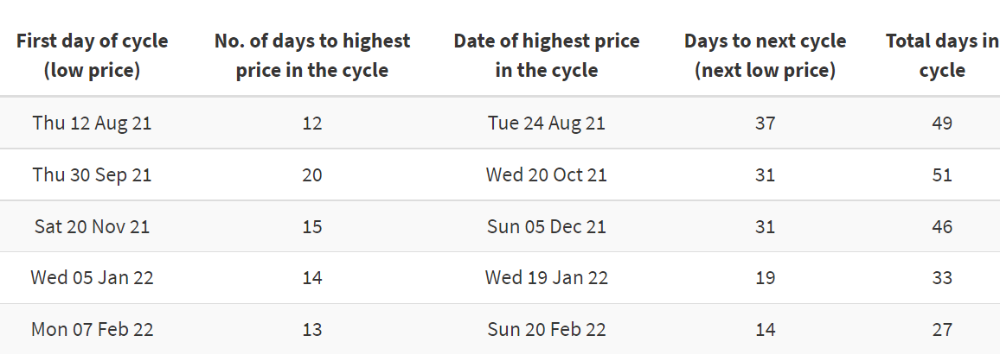 First day of cycle (low price) No. of days to highest price in the cycle Date of highest price in the cycle Days to next cycle (next low price) Total days in cycle
Thu 12 Aug 21 12 Tue 24 Aug 21 37 49
Thu 30 Sep 21 20 Wed 20 Oct 21 31 51
Sat 20 Nov 21 15 Sun 05 Dec 21 31 46
Wed 05 Jan 22 14 Wed 19 Jan 22 19 33
Mon 07 Feb 22 13 Sun 20 Feb 22 14 27